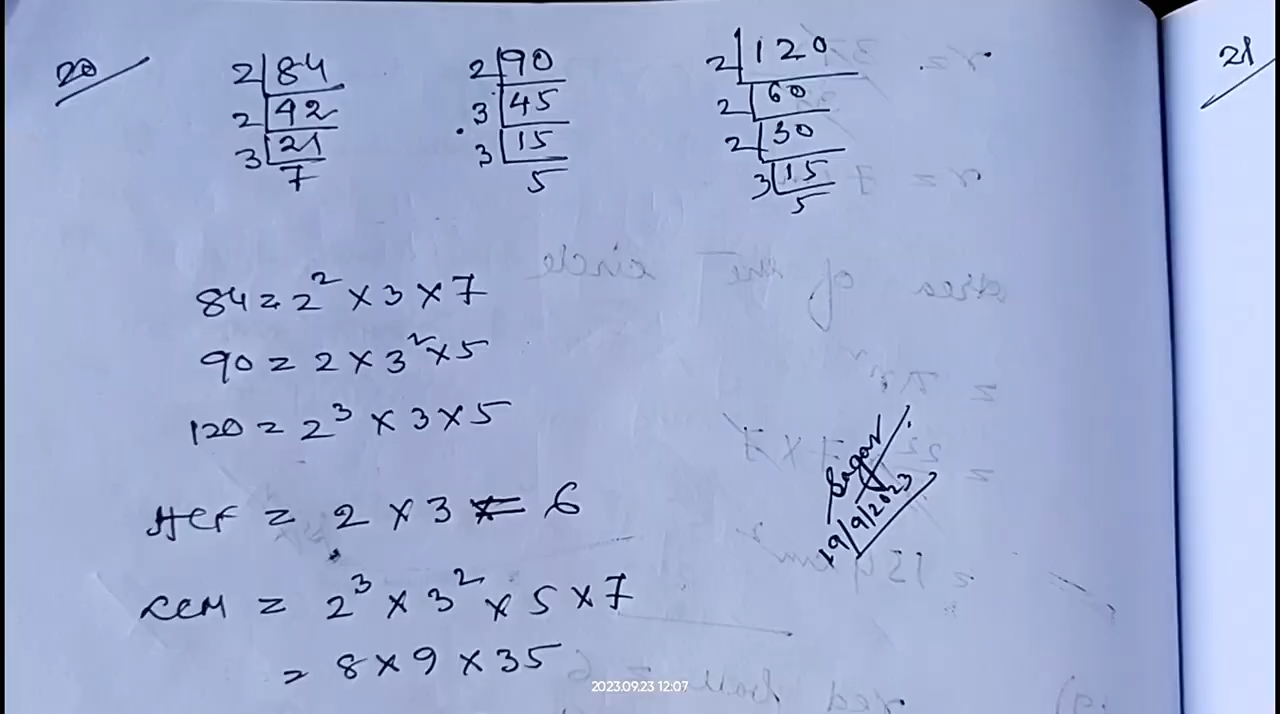 20
2|84
2|42
3|21
7
2|90
3|45
3|15
5
2|120
2|60
2|30
3|15
5
84 = 2² × 3 × 7
90 = 2 × 3² × 5
120 = 2³ × 3 × 5
HCF = 2 × 3 = 6
LCM = 2³ × 3² × 5 × 7
= 8 × 9 × 35
Sagar
19/9/2023
21
2023.09.23 12:07